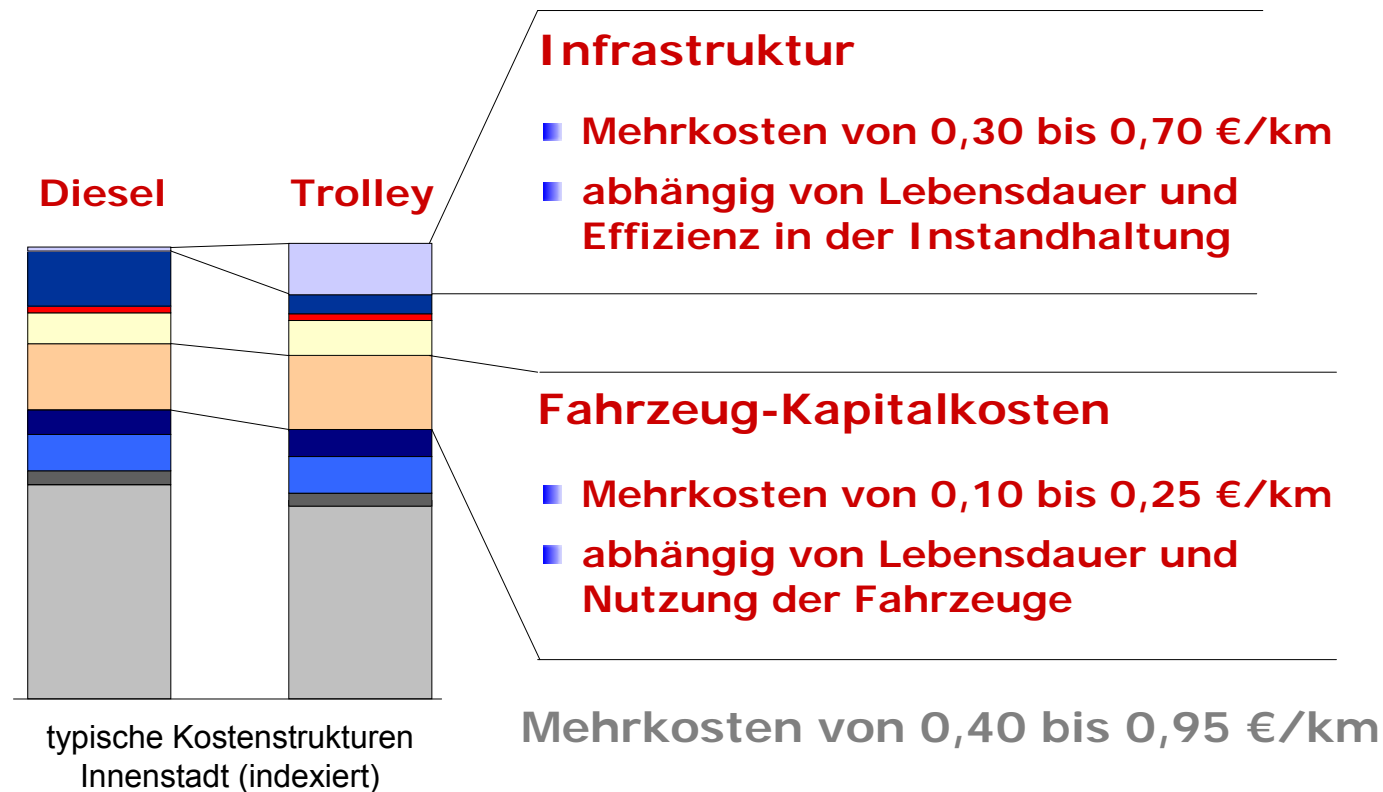 Infrastruktur
Mehrkosten von 0,30 bis 0,70 €/km
abhängig von Lebensdauer und
Effizienz in der Instandhaltung
Diesel
Trolley
Fahrzeug-Kapitalkosten
Mehrkosten von 0,10 bis 0,25 €/km
abhängig von Lebensdauer und
Nutzung der Fahrzeuge
Mehrkosten von 0,40 bis 0,95 €/km
typische Kostenstrukturen
Innenstadt (indexiert)